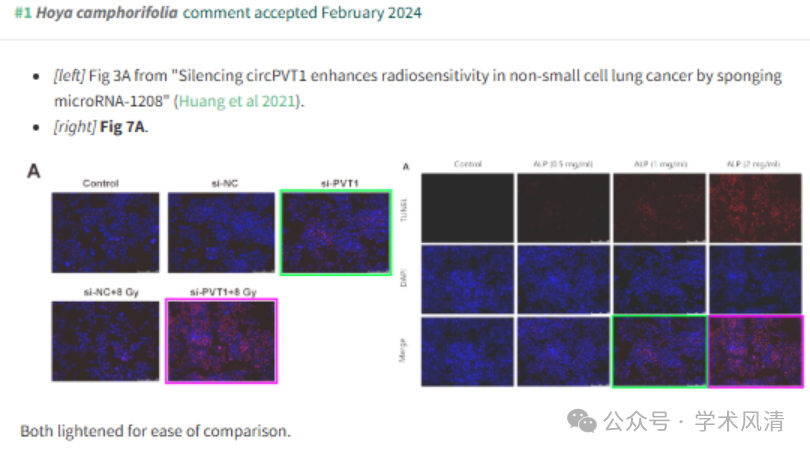 #1 Hoya camphorifolia comment accepted February 2024
[left] Fig 3A from "Silencing circPVT1 enhances radiosensitivity in non-small cell lung cancer by sponging
microRNA-1208" (Huang et al 2021).
[right] Fig 7A.
A
Control
si-NC
si-PVT1
si-NC+8 Gy
si-PVT1+8 Gy
A
Control
ALP (0.5 mg/ml)
ALP (1 mg/ml)
ALP (2 mg/ml)
TUNEL
DAPI
Merge
Both lightened for ease of comparison.
公众号 · 学术风清